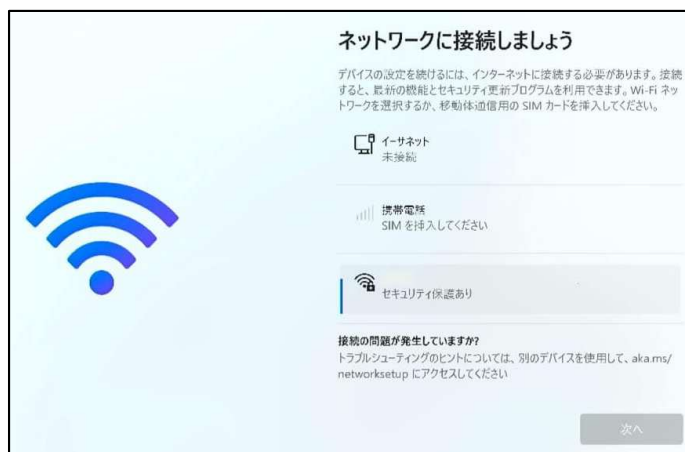 ネットワークに接続しましょう
デバイスの設定を続けるには、インターネットに接続する必要があります。接続
すると、最新の機能とセキュリティ更新プログラムを利用できます。Wi-Fi ネッ
トワークを選択するか、移動体通信用の SIM カードを挿入してください。
イーサネット
未接続
携帯電話
SIM を挿入してください
セキュリティ保護あり
接続の問題が発生していますか?
トラブルシューティングのヒントについては、別のデバイスを使用して、aka.ms/
networksetup にアクセスしてください
次へ